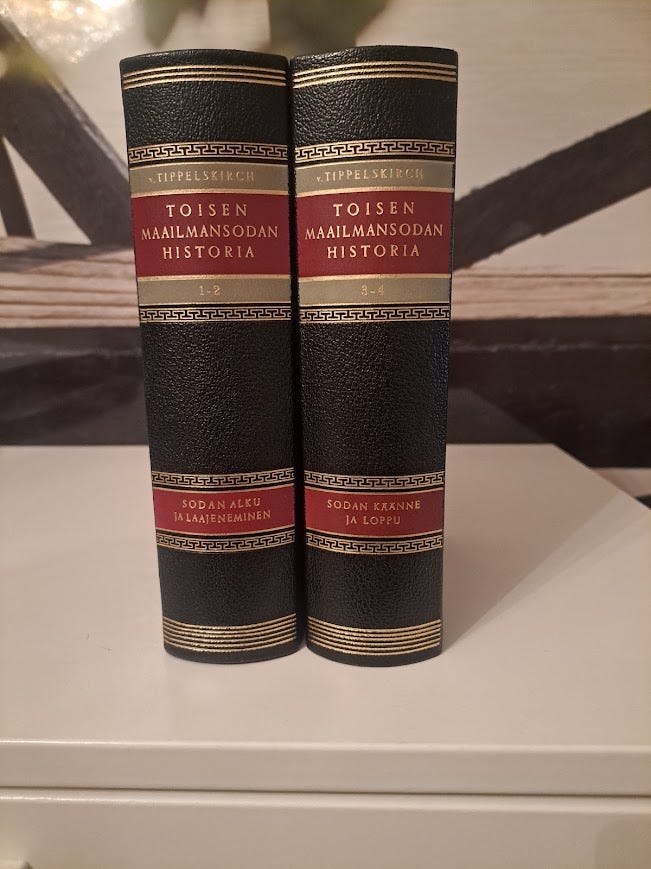 v. TIPPELSKIRCH
TOISEN
MAAILMANSODAN
HISTORIA
1-2
SODAN ALKU
JA LAAJENEMINEN
v. TIPPELSKIRCH
TOISEN
MAAILMANSODAN
HISTORIA
3-4
SODAN KÄÄNNE
JA LOPPU